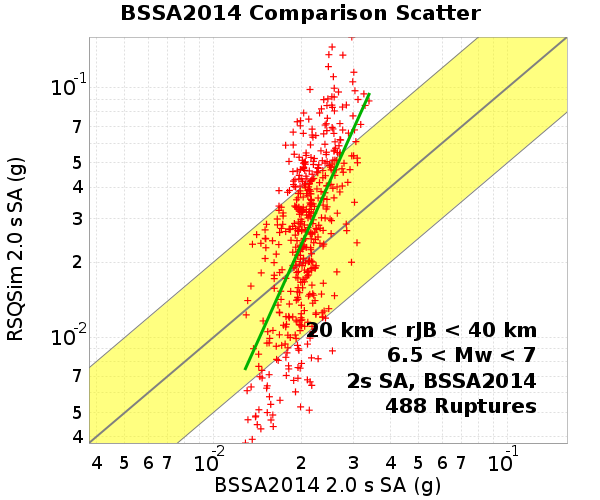 BSSA2014 Comparison Scatter
RSQSim 2.0 s SA (g)
10-1
7
5
4
3
2
10-2
7
5
4
20 km < rJB < 40 km
6.5 < Mw < 7
2s SA, BSSA2014
488 Ruptures
4 5 6 7 10-2 2 3 4 5 6 7 10-1
BSSA2014 2.0 s SA (g)